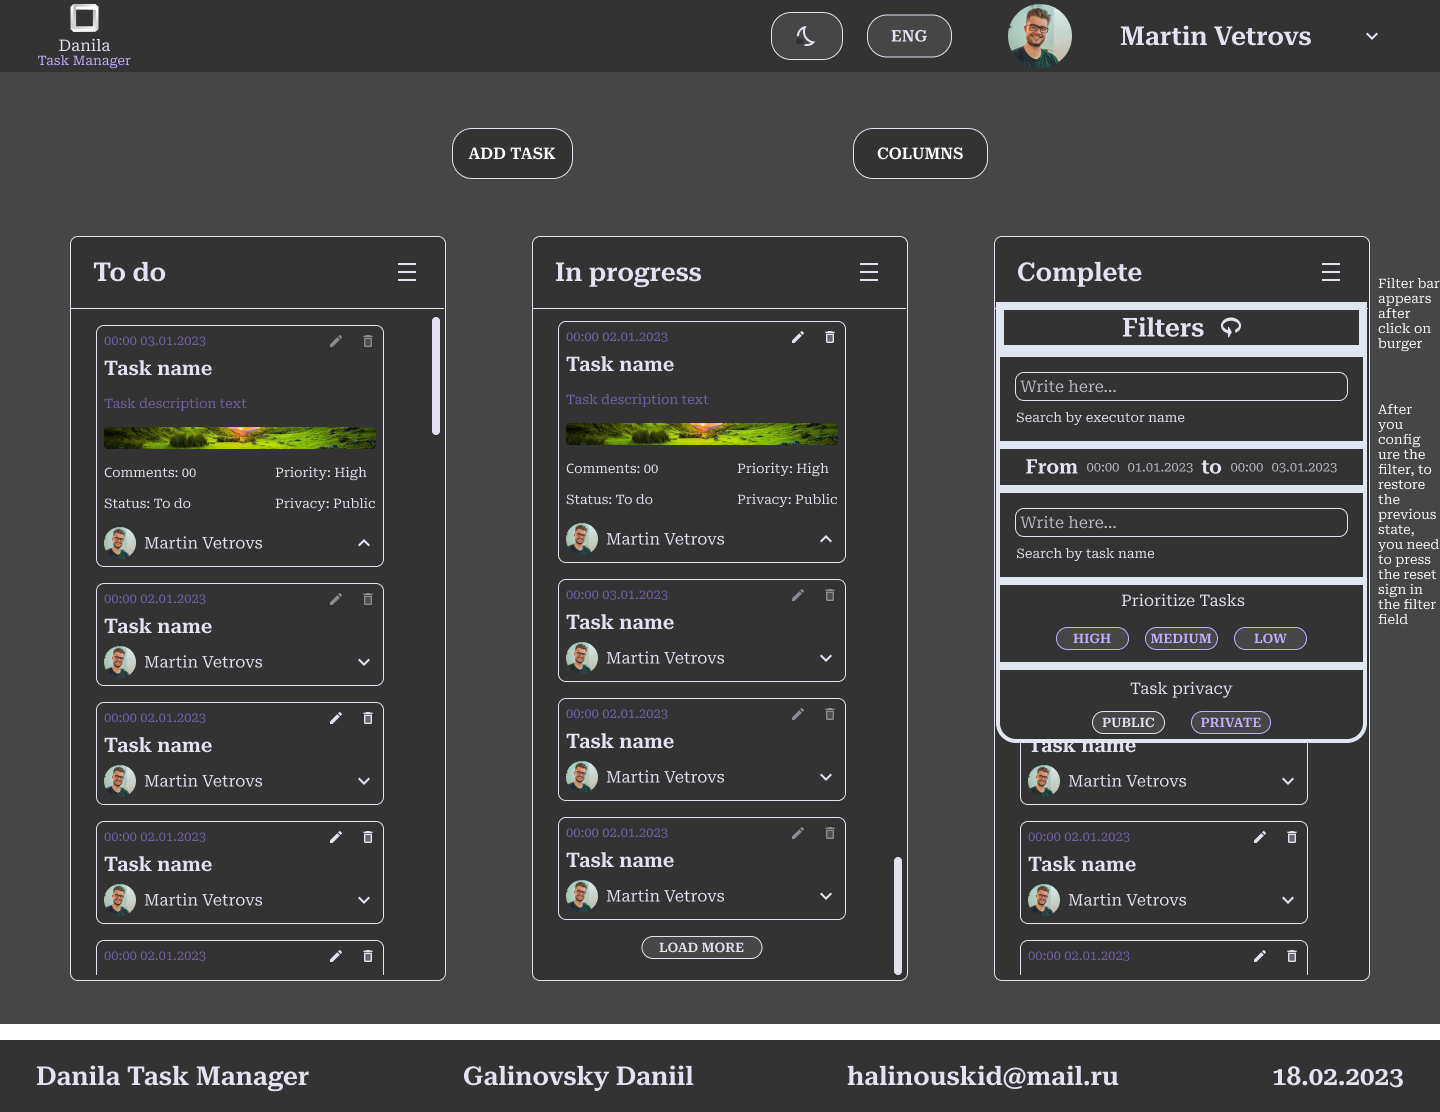 Danila
Task Manager
ENG
Martin Vetrovs
ADD TASK
COLUMNS
To do
00:00 03.01.2023
Task name
Task description text
Comments: 00
Priority: High
Status: To do
Privacy: Public
Martin Vetrovs
00:00 02.01.2023
Task name
Martin Vetrovs
00:00 02.01.2023
Task name
Martin Vetrovs
00:00 02.01.2023
Task name
Martin Vetrovs
00:00 02.01.2023
In progress
00:00 02.01.2023
Task name
Task description text
Comments: 00
Priority: High
Status: To do
Privacy: Public
Martin Vetrovs
00:00 03.01.2023
Task name
Martin Vetrovs
00:00 02.01.2023
Task name
Martin Vetrovs
00:00 02.01.2023
Task name
Martin Vetrovs
LOAD MORE
Complete
Filters
Write here...
Search by executor name
From 00:00 01.01.2023 to 00:00 03.01.2023
Write here...
Search by task name
Prioritize Tasks
HIGH
MEDIUM
LOW
Task privacy
PUBLIC
PRIVATE
Task name
Martin Vetrovs
00:00 02.01.2023
Task name
Martin Vetrovs
00:00 02.01.2023
Filter bar
appears
after
click on
burger
After
you
config
ure the
filter, to
restore
the
previous
state,
you need
to press
the reset
sign in
the filter
field
Danila Task Manager
Galinovsky Daniil
halinouskid@mail.ru
18.02.2023